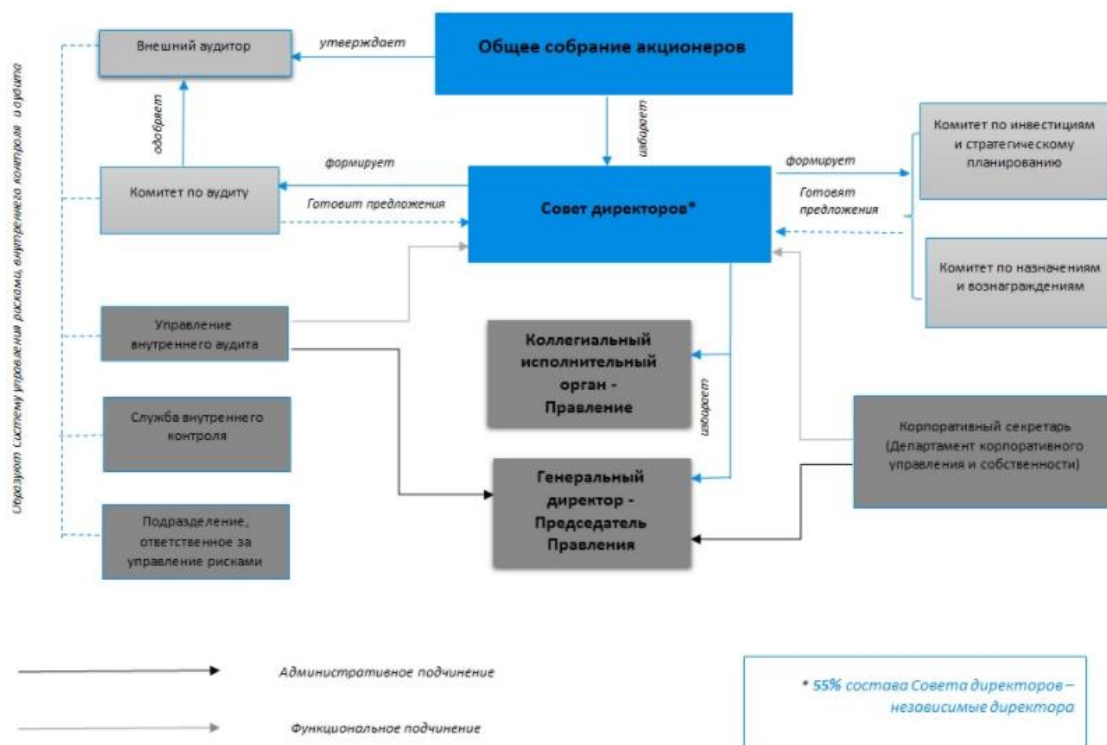 Образуют Систему управления рисками, внутреннего контроля и аудита
Внешний аудитор
утверждает
Общее собрание акционеров
одобряет
избирает
Комитет по аудиту
формирует
Готовит предложения
Совет директоров*
формирует
Готовят
предложения
Комитет по инвестициям
и стратегическому
планированию
Комитет по назначениям
и вознаграждениям
Управление
внутреннего аудита
Коллегиальный
исполнительный
орган -
Правление
избирает
Служба внутреннего
контроля
Корпоративный секретарь
(Департамент корпоративного
управления и собственности)
Генеральный
директор -
Председатель
Правления
Подразделение,
ответственное за
управление рисками
Административное подчинение
Функциональное подчинение
* 55% состава Совета директоров –
независимые директора